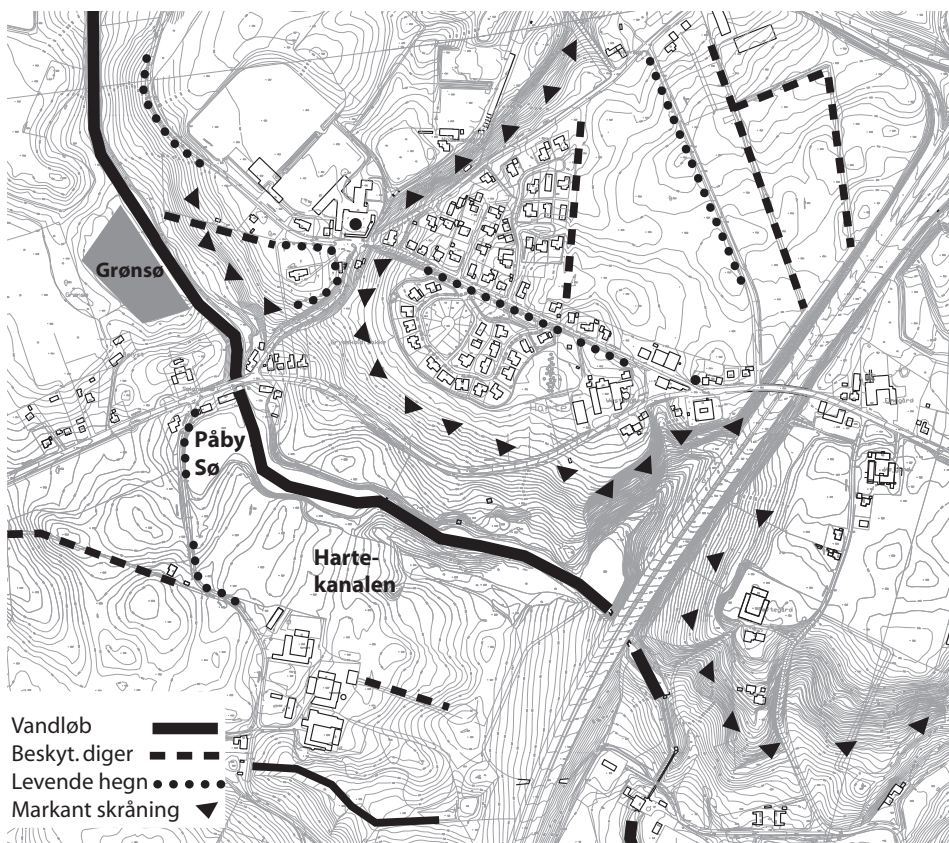 Grønsø
Påby
Sø
Harte-
kanalen
Vandløb
Beskyt. diger
Levende hegn
Markant skråning